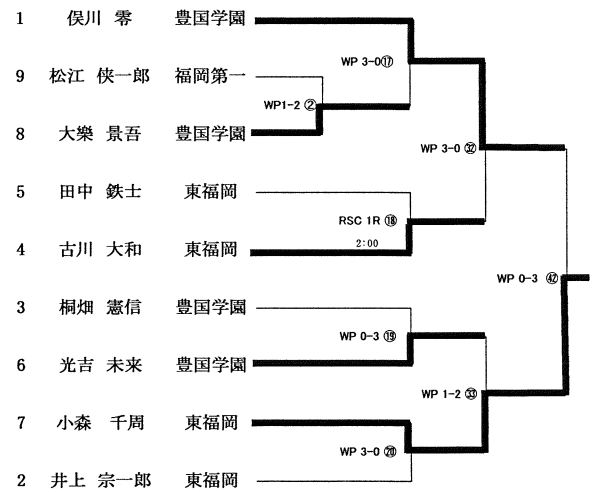 1 俣川 零 豊国学園
WP 3-0⑰
9 松江 侠一郎 福岡第一
WP1-2 ②
8 大樂 景吾 豊国学園
WP 3-0 ㉜
5 田中 鉄士 東福岡
RSC 1R ⑱
2:00
4 古川 大和 東福岡
WP 0-3 ㊷
3 桐畑 憲信 豊国学園
WP 0-3 ⑲
6 光吉 未来 豊国学園
WP 1-2 ㉝
7 小森 千周 東福岡
WP 3-0 ⑳
2 井上 宗一郎 東福岡